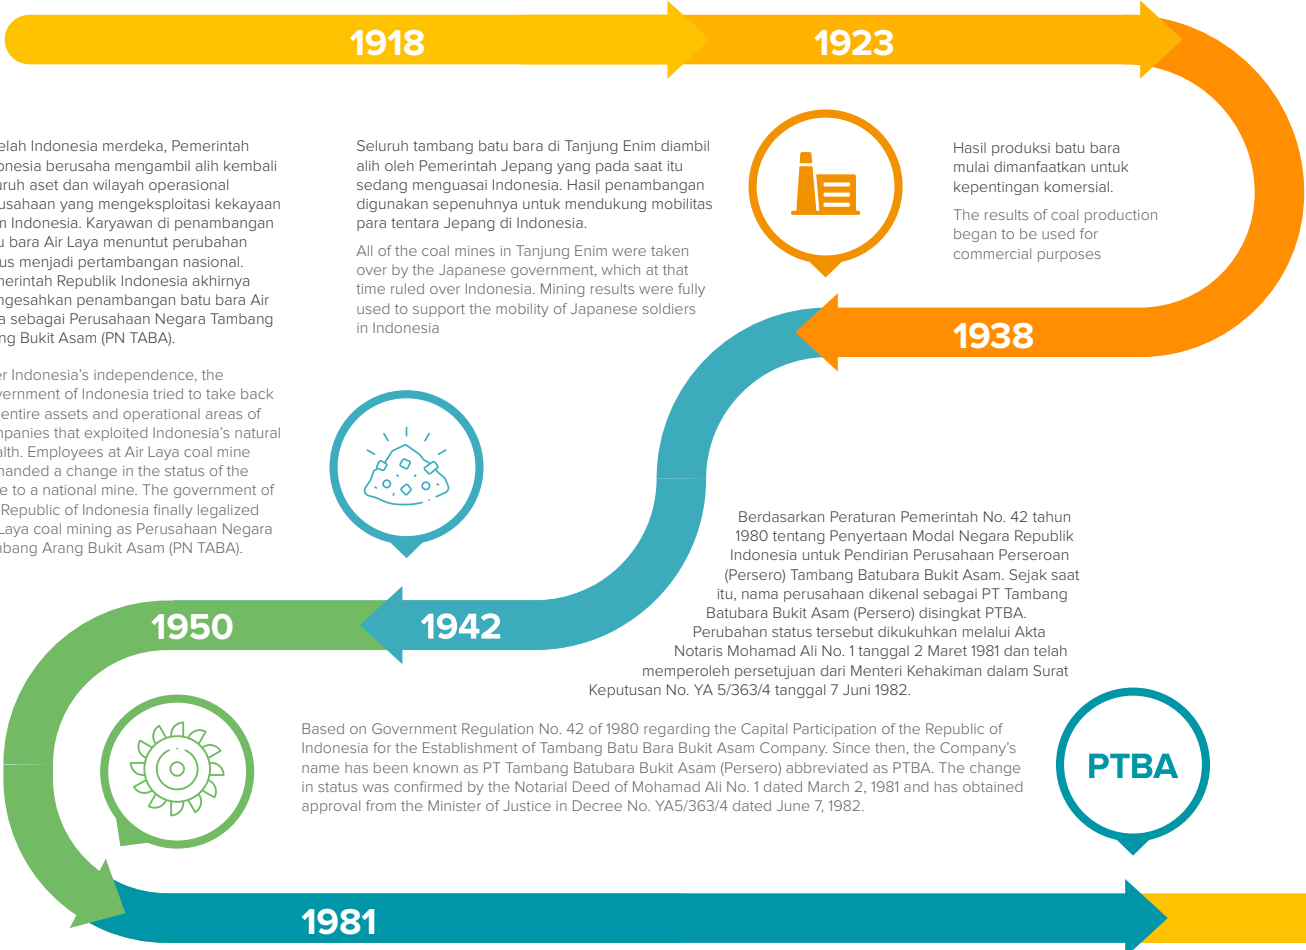 1918
1923
elah Indonesia merdeka, Pemerintah
onesia berusaha mengambil alih kembali
uruh aset dan wilayah operasional
usahaan yang mengeksploitasi kekayaan
m Indonesia. Karyawan di penambangan
u bara Air Laya menuntut perubahan
us menjadi pertambangan nasional.
merintah Republik Indonesia akhirnya
ngesahkan penambangan batu bara Air
a sebagai Perusahaan Negara Tambang
ng Bukit Asam (PN TABA).
er Indonesia's independence, the
vernment of Indonesia tried to take back
entire assets and operational areas of
mpanies that exploited Indonesia's natural
alth. Employees at Air Laya coal mine
manded a change in the status of the
e to a national mine. The government of
Republic of Indonesia finally legalized
Laya coal mining as Perusahaan Negara
mbang Arang Bukit Asam (PN TABA).
Seluruh tambang batu bara di Tanjung Enim diambil
alih oleh Pemerintah Jepang yang pada saat itu
sedang menguasai Indonesia. Hasil penambangan
digunakan sepenuhnya untuk mendukung mobilitas
para tentara Jepang di Indonesia.
All of the coal mines in Tanjung Enim were taken
over by the Japanese government, which at that
time ruled over Indonesia. Mining results were fully
used to support the mobility of Japanese soldiers
in Indonesia
Hasil produksi batu bara
mulai dimanfaatkan untuk
kepentingan komersial.
The results of coal production
began to be used for
commercial purposes
1938
1950
1942
Berdasarkan Peraturan Pemerintah No. 42 tahun
1980 tentang Penyertaan Modal Negara Republik
Indonesia untuk Pendirian Perusahaan Perseroan
(Persero) Tambang Batubara Bukit Asam. Sejak saat
itu, nama perusahaan dikenal sebagai PT Tambang
Batubara Bukit Asam (Persero) disingkat PTBA.
Perubahan status tersebut dikukuhkan melalui Akta
Notaris Mohamad Ali No. 1 tanggal 2 Maret 1981 dan telah
memperoleh persetujuan dari Menteri Kehakiman dalam Surat
Keputusan No. YA 5/363/4 tanggal 7 Juni 1982.
Based on Government Regulation No. 42 of 1980 regarding the Capital Participation of the Republic of
Indonesia for the Establishment of Tambang Batu Bara Bukit Asam Company. Since then, the Company's
name has been known as PT Tambang Batubara Bukit Asam (Persero) abbreviated as PTBA. The change
in status was confirmed by the Notarial Deed of Mohamad Ali No. 1 dated March 2, 1981 and has obtained
approval from the Minister of Justice in Decree No. YA5/363/4 dated June 7, 1982.
PTBA
1981